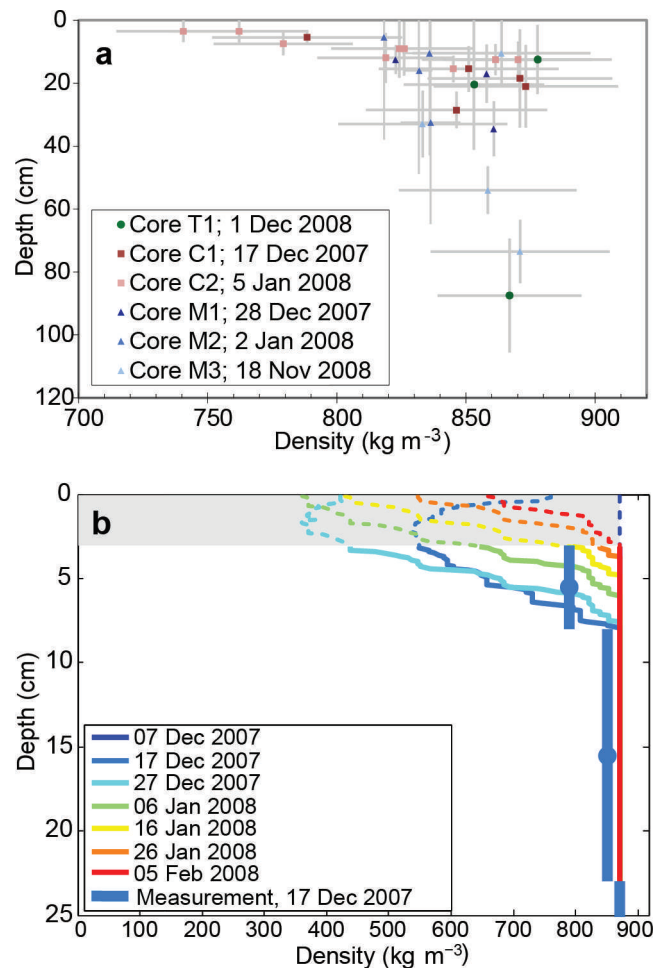 a
0
20
40
60
80
100
120
Depth (cm)
Core T1; 1 Dec 2008
Core C1; 17 Dec 2007
Core C2; 5 Jan 2008
Core M1; 28 Dec 2007
Core M2; 2 Jan 2008
Core M3; 18 Nov 2008
700 750 800 850 900
Density (kg m⁻³)
b
0
5
10
15
20
25
Depth (cm)
07 Dec 2007
17 Dec 2007
27 Dec 2007
06 Jan 2008
16 Jan 2008
26 Jan 2008
05 Feb 2008
Measurement, 17 Dec 2007
0 100 200 300 400 500 600 700 800 900
Density (kg m⁻³)